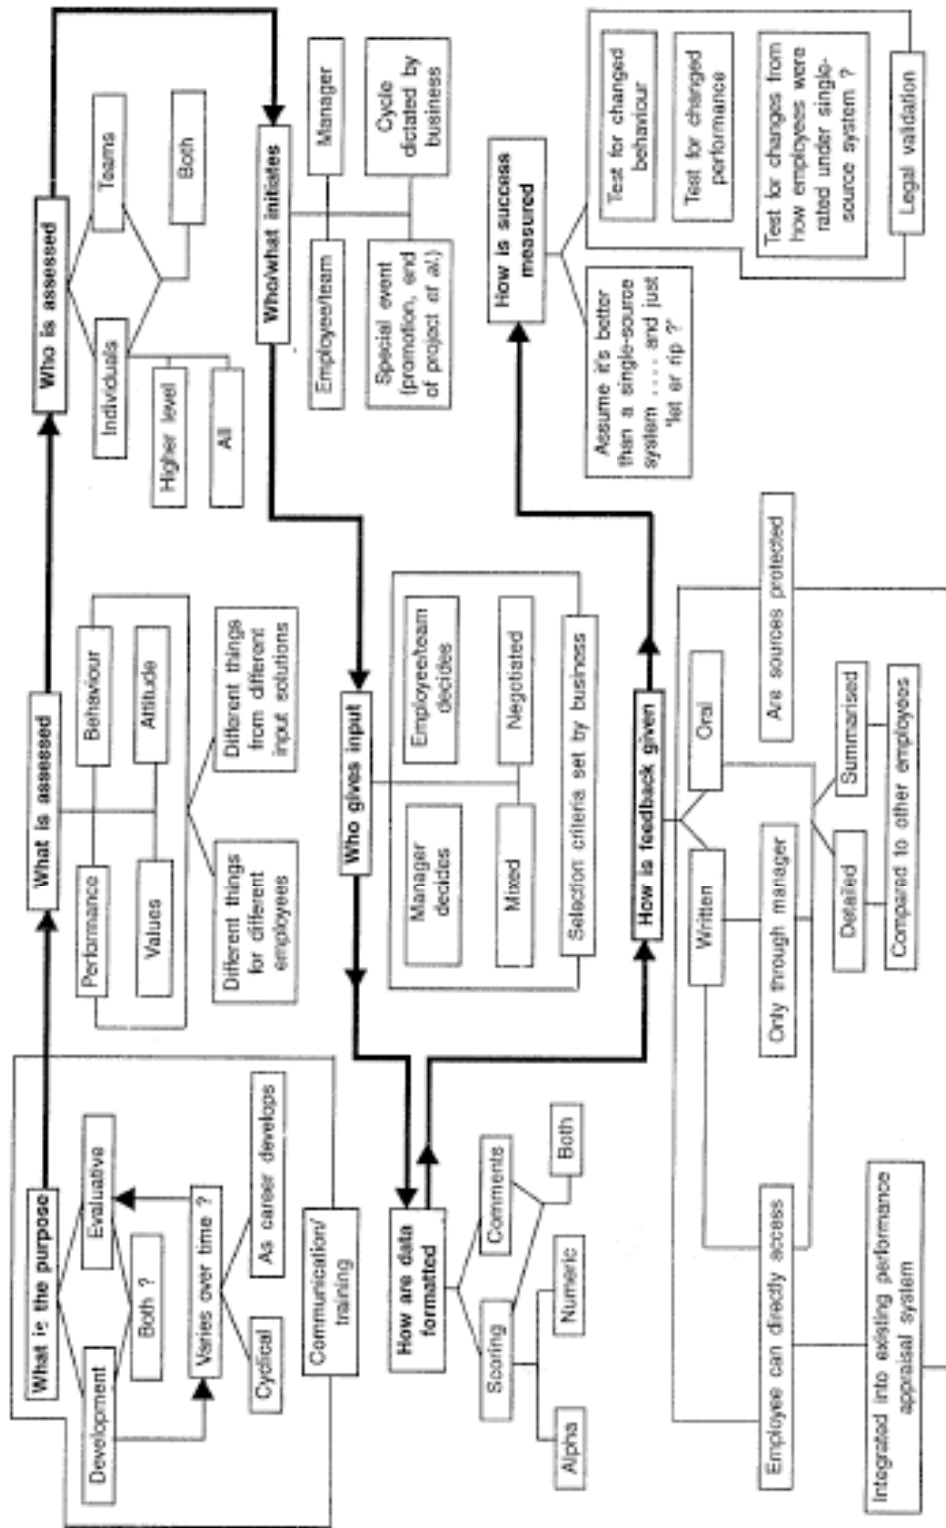 What is the purpose
Development
Evaluative
Both ?
Varies over time ?
Cyclical
As career develops
Communication/
training
What is assessed
Performance
Behaviour
Values
Attitude
Different things
for different
employees
Different things
from different
input solutions
Who is assessed
Individuals
Teams
Higher level
Both
All
Who/what initiates
Employee/team
Manager
Special event
(promotion, end
of project et al.)
Cycle
dictated by
business
Who gives input
Manager
decides
Employee/team
decides
Mixed
Negotiated
Selection criteria set by business
How are data
formatted
Scoring
Comments
Alpha
Numeric
Both
How is feedback given
Written
Oral
Employee can directly access
Only through manager
Are sources protected
Detailed
Summarised
Compared to other employees
Integrated into existing performance
appraisal system
How is success
measured
Assume it's better
than a single-source
system .... and just
'let er rip ?'
Test for changed
behaviour
Test for changed
performance
Test for changes from
how employees were
rated under single-
source system ?
Legal validation